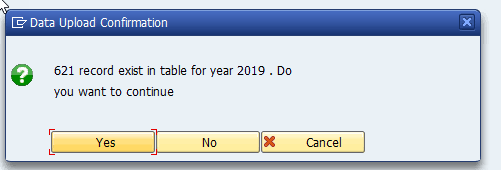 Data Upload Confirmation
621 record exist in table for year 2019 . Do
you want to continue
Yes
No
Cancel